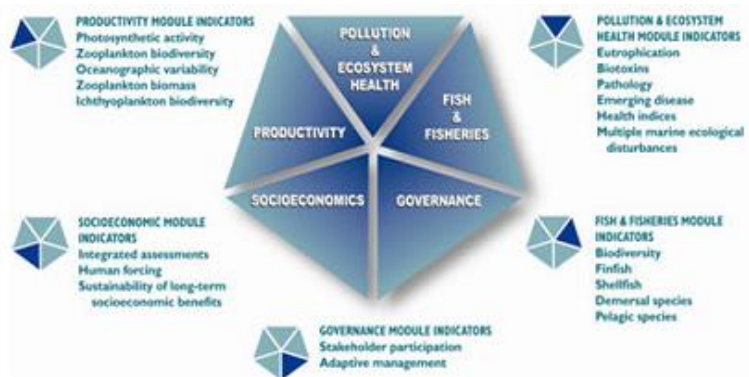 PRODUCTIVITY MODULE INDICATORS
Photosynthetic activity
Zooplankton biodiversity
Oceanographic variability
Zooplankton biomass
Ichthyoplankton biodiversity
POLLUTION
&
ECOSYSTEM
HEALTH
FISH
&
FISHERIES
PRODUCTIVITY
SOCIOECONOMICS
GOVERNANCE
POLLUTION & ECOSYSTEM
HEALTH MODULE INDICATORS
Eutrophication
Biotoxins
Pathology
Emerging disease
Health indices
Multiple marine ecological
disturbances
SOCIOECONOMIC MODULE
INDICATORS
Integrated assessments
Human forcing
Sustainability of long-term
socioeconomic benefits
FISH & FISHERIES MODULE
INDICATORS
Biodiversity
Finfish
Shellfish
Demersal species
Pelagic species
GOVERNANCE MODULE INDICATORS
Stakeholder participation
Adaptive management